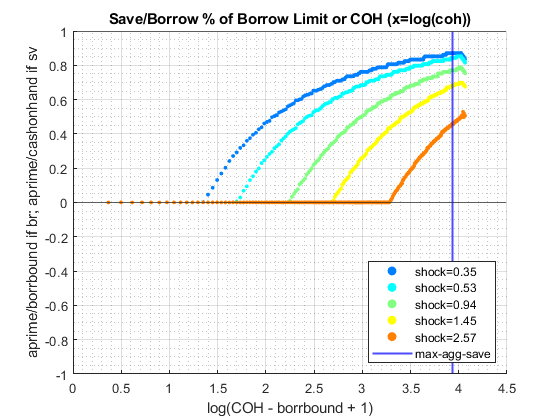 Save/Borrow % of Borrow Limit or COH (x=log(coh))
aprime/borrbound if br; aprime/cashonhand if sv
1
0.8
0.6
0.4
0.2
0
-0.2
-0.4
-0.6
-0.8
-1
shock=0.35
shock=0.53
shock=0.94
shock=1.45
shock=2.57
max-agg-save
0 0.5 1 1.5 2 2.5 3 3.5 4 4.5
log(COH - borrbound + 1)